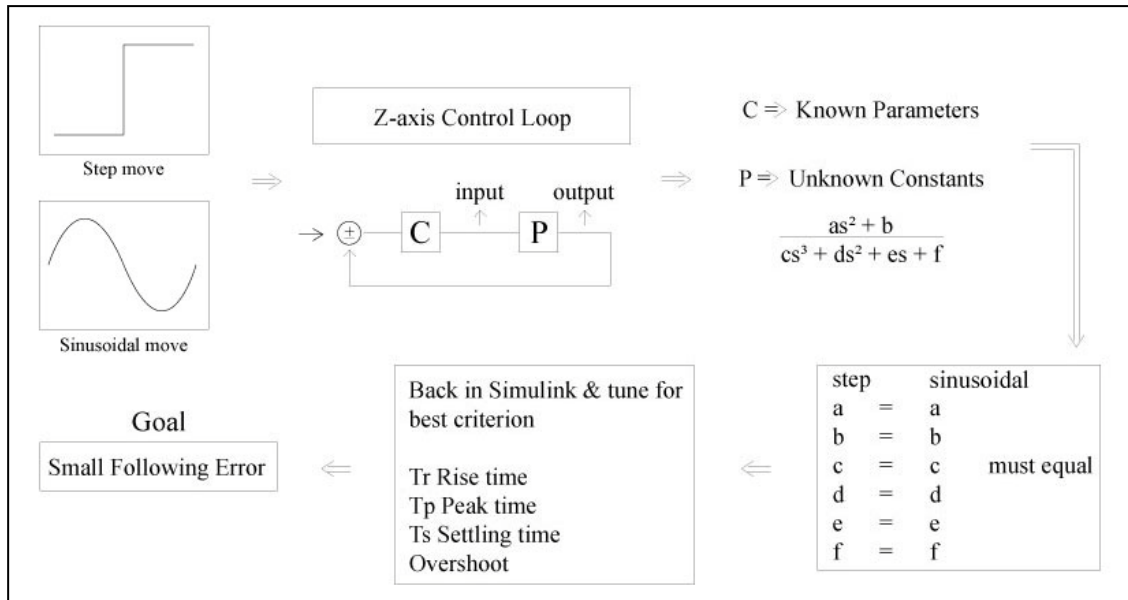 Step move
Sinusoidal move
Z-axis Control Loop
input output
± C P
C ⇒ Known Parameters
P ⇒ Unknown Constants
as² + b
cs³ + ds² + es + f
step sinusoidal
a = a
b = b
c = c must equal
d = d
e = e
f = f
Back in Simulink & tune for
best criterion
Tr Rise time
Tp Peak time
Ts Settling time
Overshoot
Goal
Small Following Error